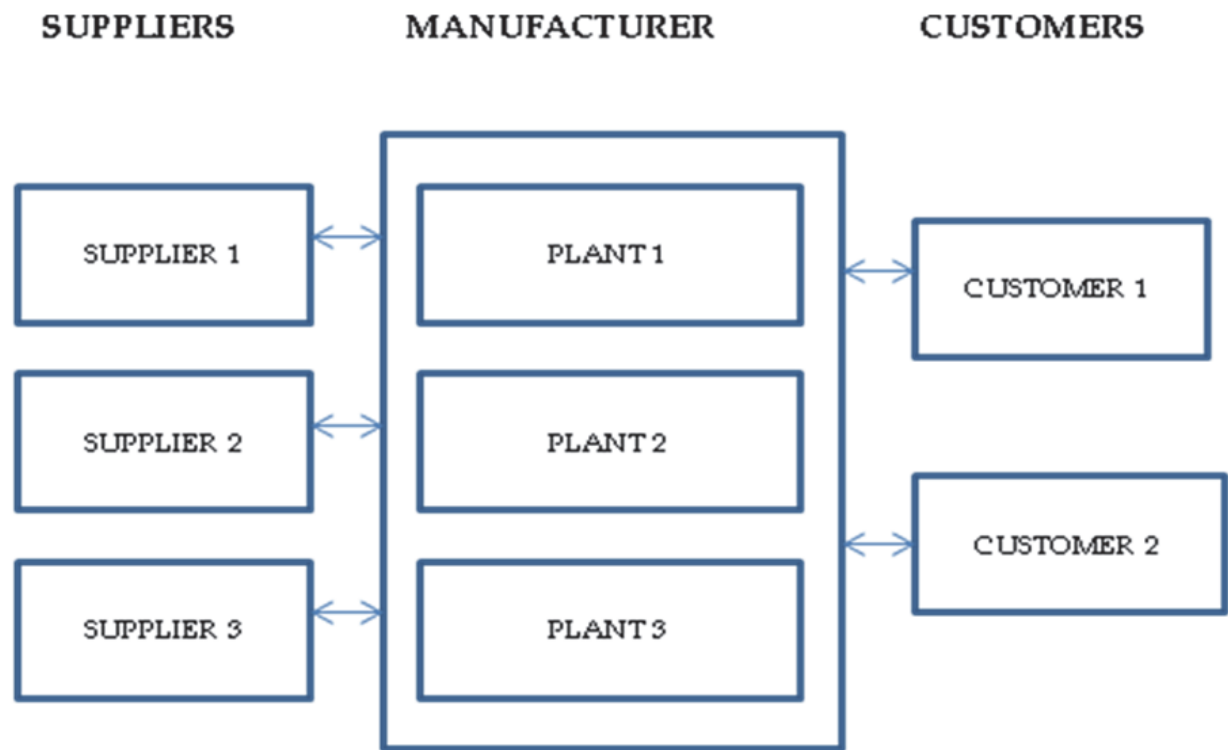 SUPPLIERS
MANUFACTURER
CUSTOMERS
SUPPLIER 1
PLANT 1
CUSTOMER 1
SUPPLIER 2
PLANT 2
CUSTOMER 2
SUPPLIER 3
PLANT 3